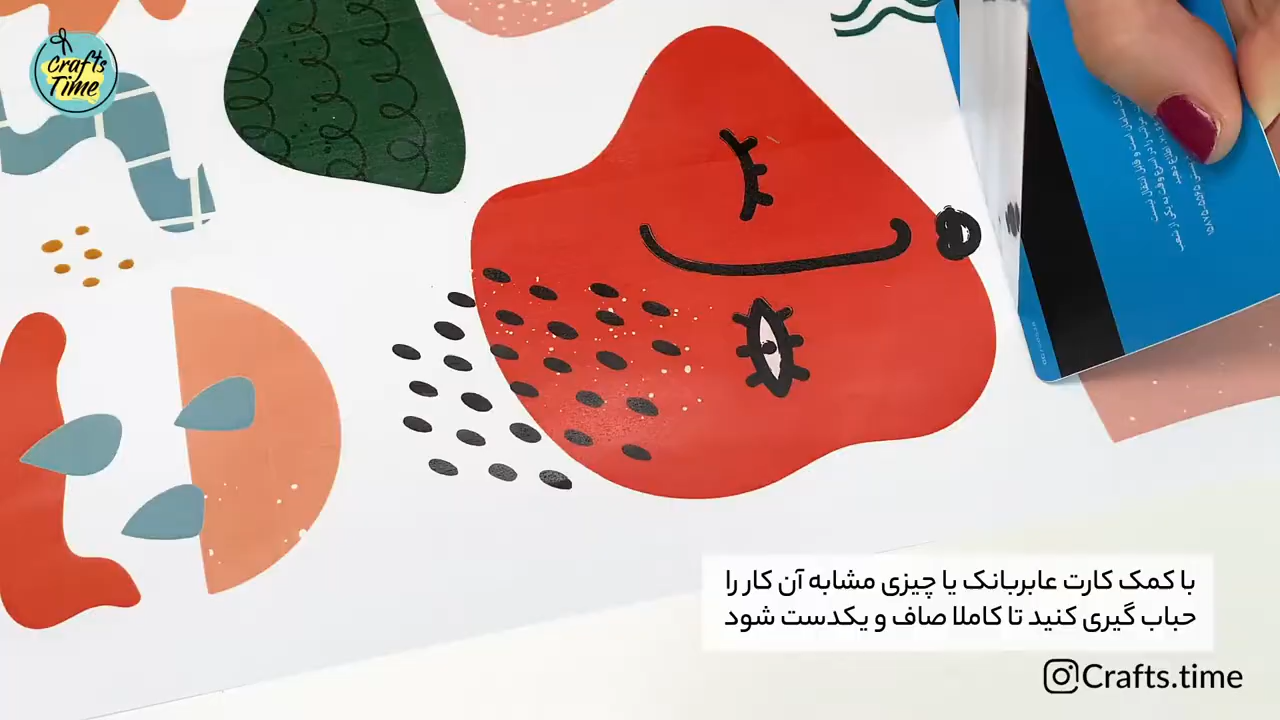 Crafts
Time
با کمک کارت عابربانک یا چیزی مشابه آن کار را
حباب گیری کنید تا کاملا صاف و یکدست شود
Crafts.time